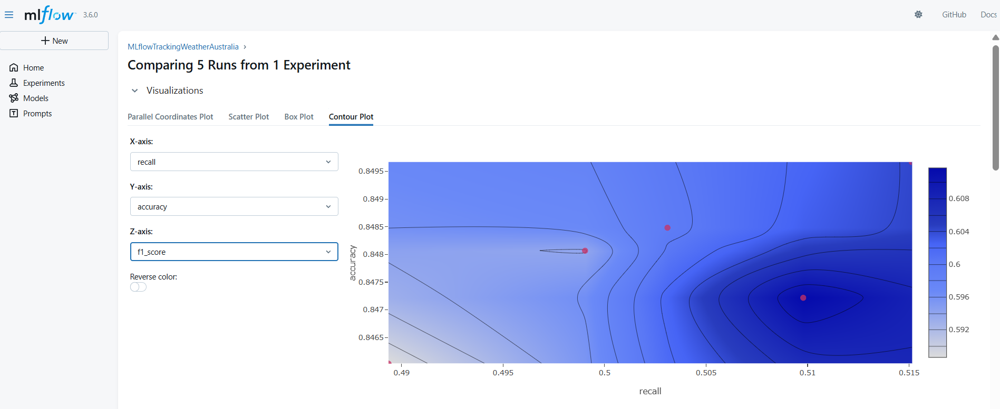 mlflow 3.6.0
GitHub
Docs
New
Home
Experiments
Models
Prompts
MLflowTrackingWeatherAustralia
Comparing 5 Runs from 1 Experiment
Visualizations
Parallel Coordinates Plot Scatter Plot Box Plot Contour Plot
X-axis:
recall
Y-axis:
accuracy
Z-axis:
f1_score
Reverse color:
accuracy
0.8495
0.849
0.8485
0.848
0.8475
0.847
0.8465
0.49 0.495 0.5 0.505 0.51 0.515
recall
0.608
0.604
0.6
0.596
0.592